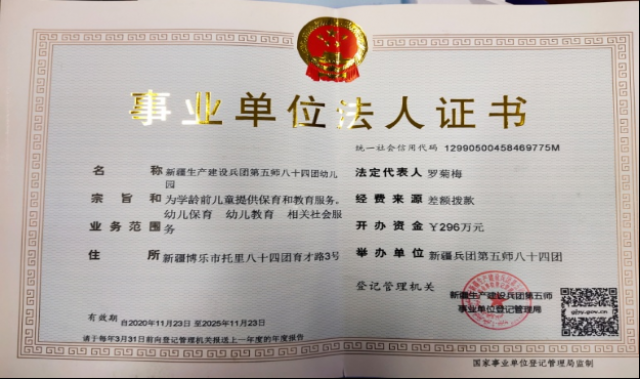 事业单位法人证书
统一社会信用代码 12990500458469775M
名称 新疆生产建设兵团第五师八十四团幼儿园
宗旨和业务范围 为学龄前儿童提供保育和教育服务。幼儿保育 幼儿教育 相关社会服务
住所 新疆博乐市托里八十四团育才路3号
法定代表人 罗菊梅
经费来源 差额拨款
开办资金 ¥296万元
举办单位 新疆兵团第五师八十四团
登记管理机关
新疆生产建设兵团第五师
事业单位登记管理局
gjsy.gov.cn
有效期 自2020年11月23日至2025年11月23日
请于每年3月31日前向登记管理机关报送上一年度的年度报告
国家事业单位登记管理局监制